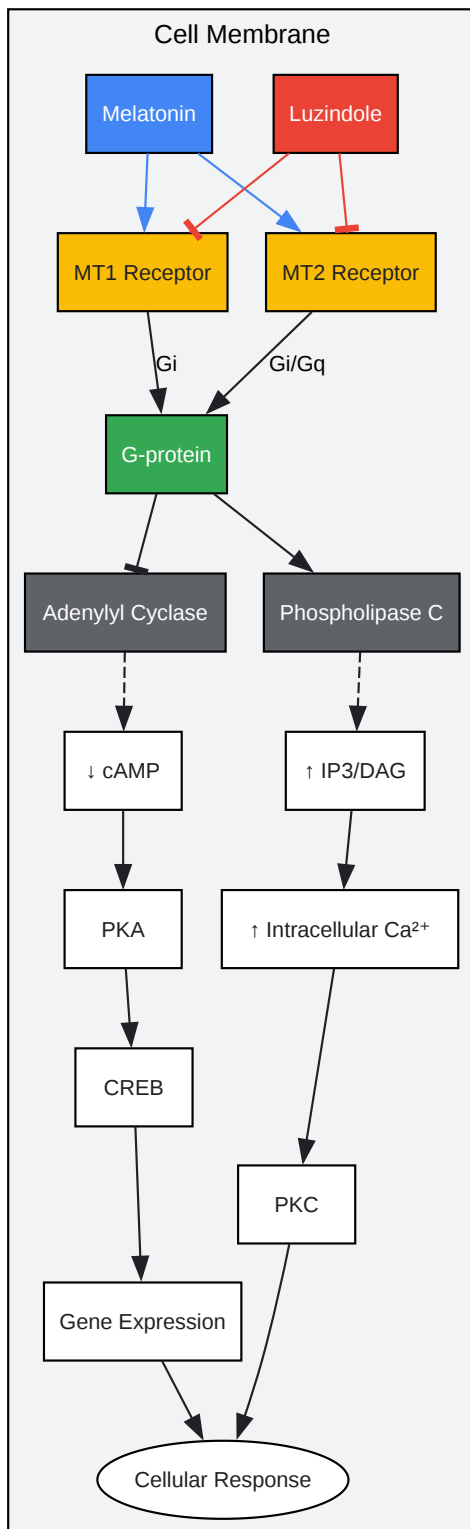 Cell Membrane
Melatonin
Luzindole
MT1 Receptor
MT2 Receptor
Gi
Gi/Gq
G-protein
Adenylyl Cyclase
Phospholipase C
↓ cAMP
↑ IP3/DAG
PKA
↑ Intracellular Ca²⁺
CREB
PKC
Gene Expression
Cellular Response